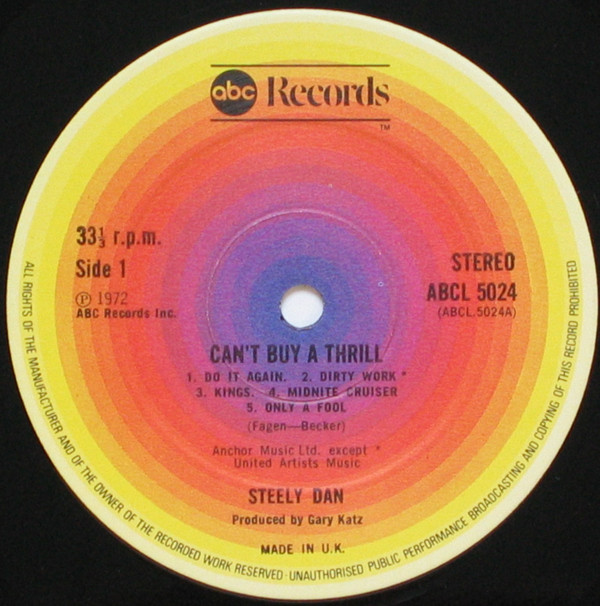 abc Records
TM
33⅓ r.p.m.
Side 1
℗ 1972
ABC Records Inc.
STEREO
ABCL 5024
(ABCL.5024A)
CAN'T BUY A THRILL
1. DO IT AGAIN. 2. DIRTY WORK *
3. KINGS. 4. MIDNITE CRUISER
5. ONLY A FOOL
(Fagen—Becker)
Anchor Music Ltd. except *
United Artists Music
STEELY DAN
Produced by Gary Katz
MADE IN U.K.
ALL RIGHTS OF THE MANUFACTURER AND OF THE OWNER OF THE RECORDED WORK RESERVED · UNAUTHORISED PUBLIC PERFORMANCE BROADCASTING AND COPYING OF THIS RECORD PROHIBITED